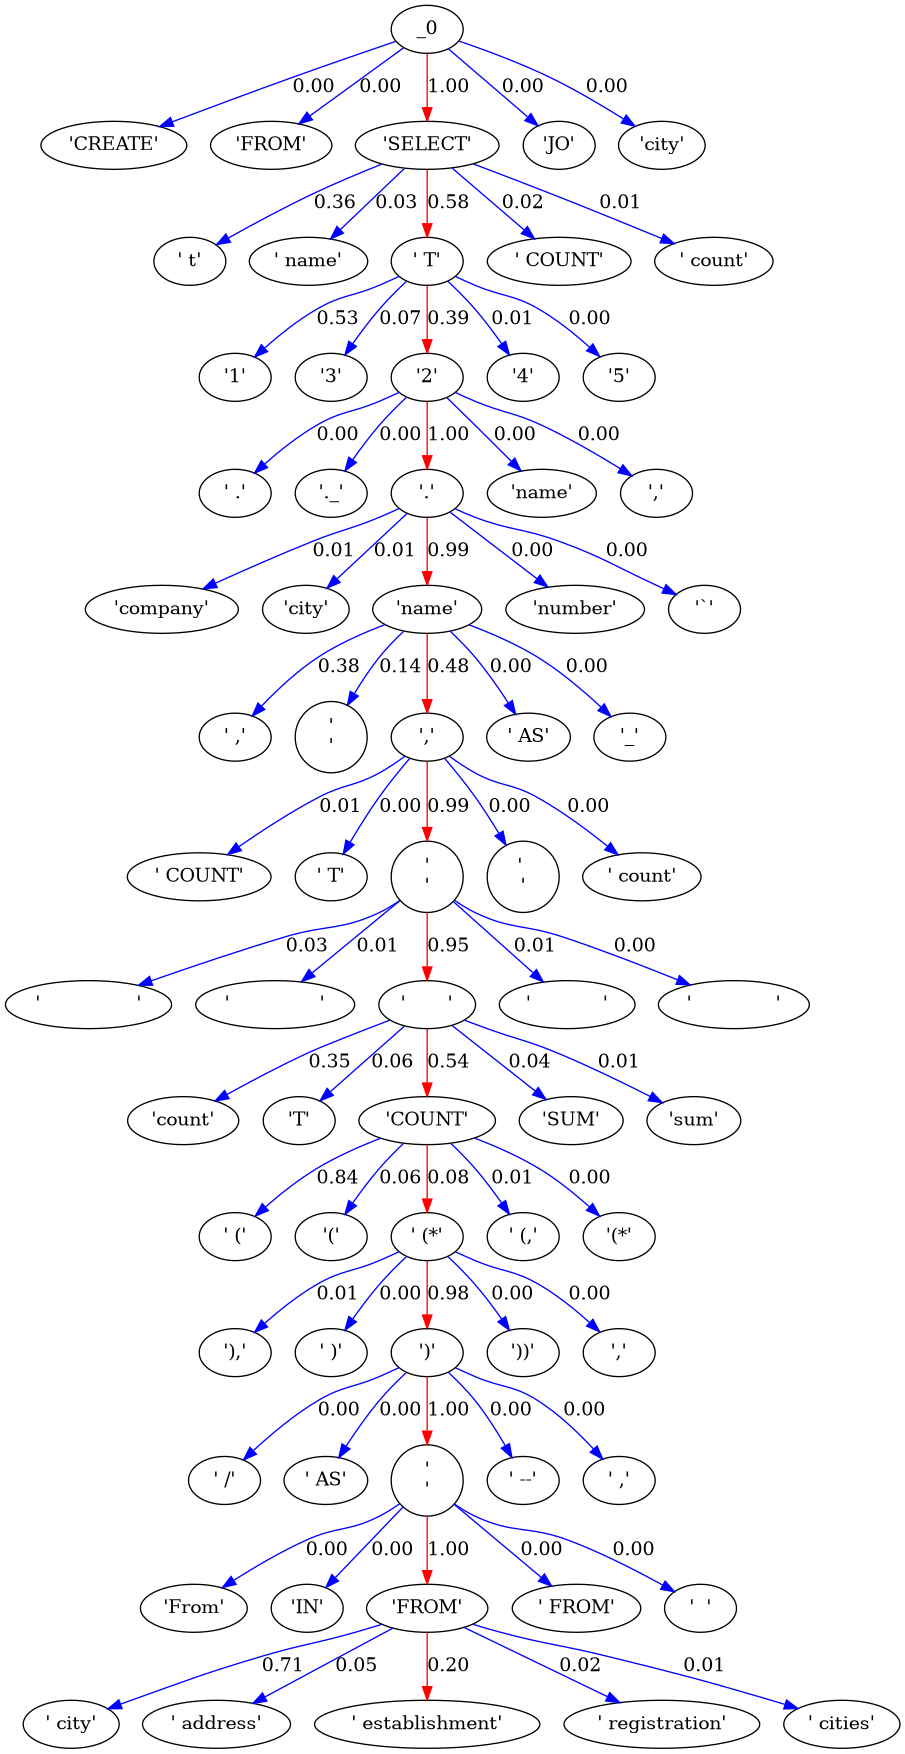 _0
0.00 0.00 1.00 0.00 0.00
'CREATE' 'FROM' 'SELECT' 'JO' 'city'
0.36 0.03 0.58 0.02 0.01
' t' ' name' ' T' ' COUNT' ' count'
0.53 0.07 0.39 0.01 0.00
'1' '3' '2' '4' '5'
0.00 0.00 1.00 0.00 0.00
' .' '._' '.' 'name' ','
0.01 0.01 0.99 0.00 0.00
'company' 'city' 'name' 'number' '`'
0.38 0.14 0.48 0.00 0.00
' ,' '
' ',' ' AS' '_'
0.01 0.00 0.99 0.00 0.00
' COUNT' ' T' '
' '
' ' count'
0.03 0.01 0.95 0.01 0.00
'                ' '               ' '       ' '             ' '              '
0.35 0.06 0.54 0.04 0.01
'count' 'T' 'COUNT' 'SUM' 'sum'
0.84 0.06 0.08 0.01 0.00
' (' '(' ' (*' ' (,' '(*'
0.01 0.00 0.98 0.00 0.00
'),' ' )' ')' '))' ','
0.00 0.00 1.00 0.00 0.00
' /' ' AS' '
' ' --' ' ,'
0.00 0.00 1.00 0.00 0.00
'From' 'IN' 'FROM' ' FROM' '  '
0.71 0.05 0.20 0.02 0.01
' city' ' address' ' establishment' ' registration' ' cities'